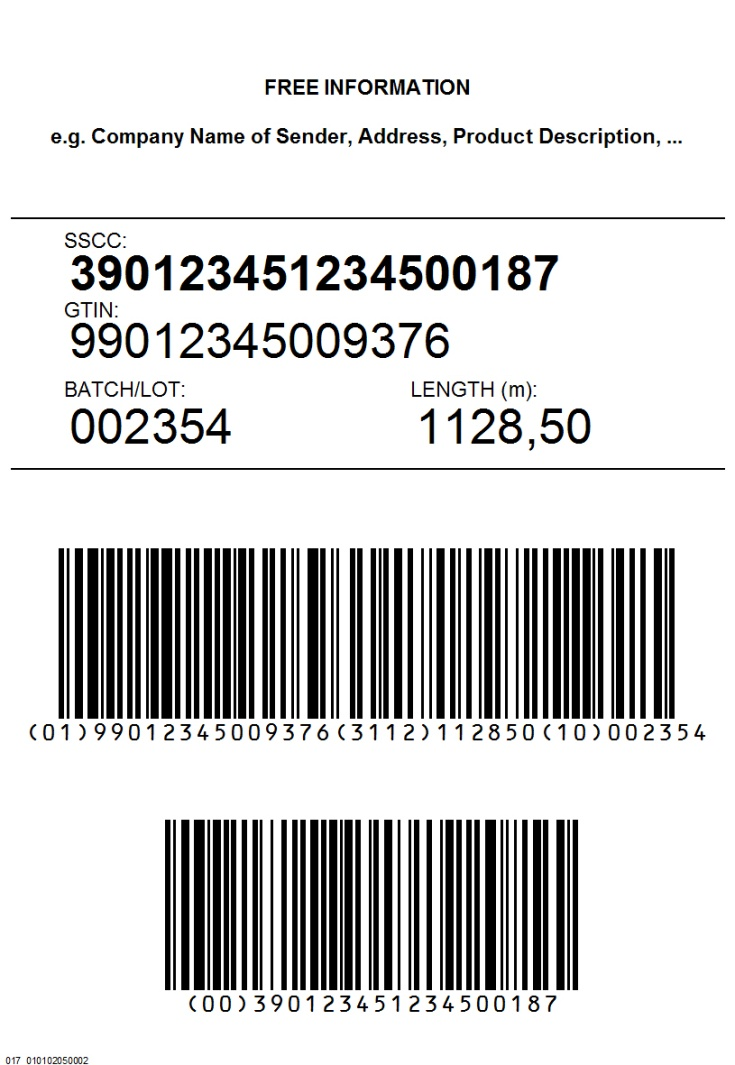 FREE INFORMATION
e.g. Company Name of Sender, Address, Product Description, ...
SSCC:
390123451234500187
GTIN:
99012345009376
BATCH/LOT: LENGTH (m):
002354 1128,50
(01)99012345009376(3112)112850(10)002354
(00)390123451234500187
017 010102050002